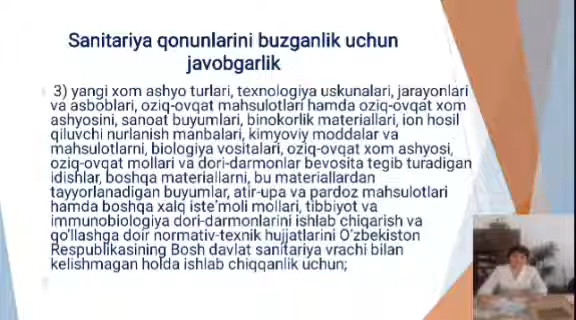 Sanitariya qonunlarini buzganlik uchun
javobgarlik
3) yangi xom ashyo turlari, texnologiya uskunalari, jarayonlari
va asboblari, oziq-ovqat mahsulotlari hamda oziq-ovqat xom
ashyosini, sanoat buyumlari, binokorlik materiallari, ion hosil
qiluvchi nurlanish manbalari, kimyoviy moddalar va
mahsulotlarni, biologiya vositalari, oziq-ovqat xom ashyosi,
oziq-ovqat mollari va dori-darmonlar bevosita tegib turadigan
idishlar, boshqa materiallarni, bu materiallardan
tayyorlanadigan buyumlar, atir-upa va pardoz mahsulotlari
hamda boshqa xalq iste'moli mollari, tibbiyot va
immunobiologiya dori-darmonlarini ishlab chiqarish va
qo'llashga doir normativ-texnik hujjatlarini O'zbekiston
Respublikasining Bosh davlat sanitariya vrachi bilan
kelishmagan holda ishlab chiqqanlik uchun;